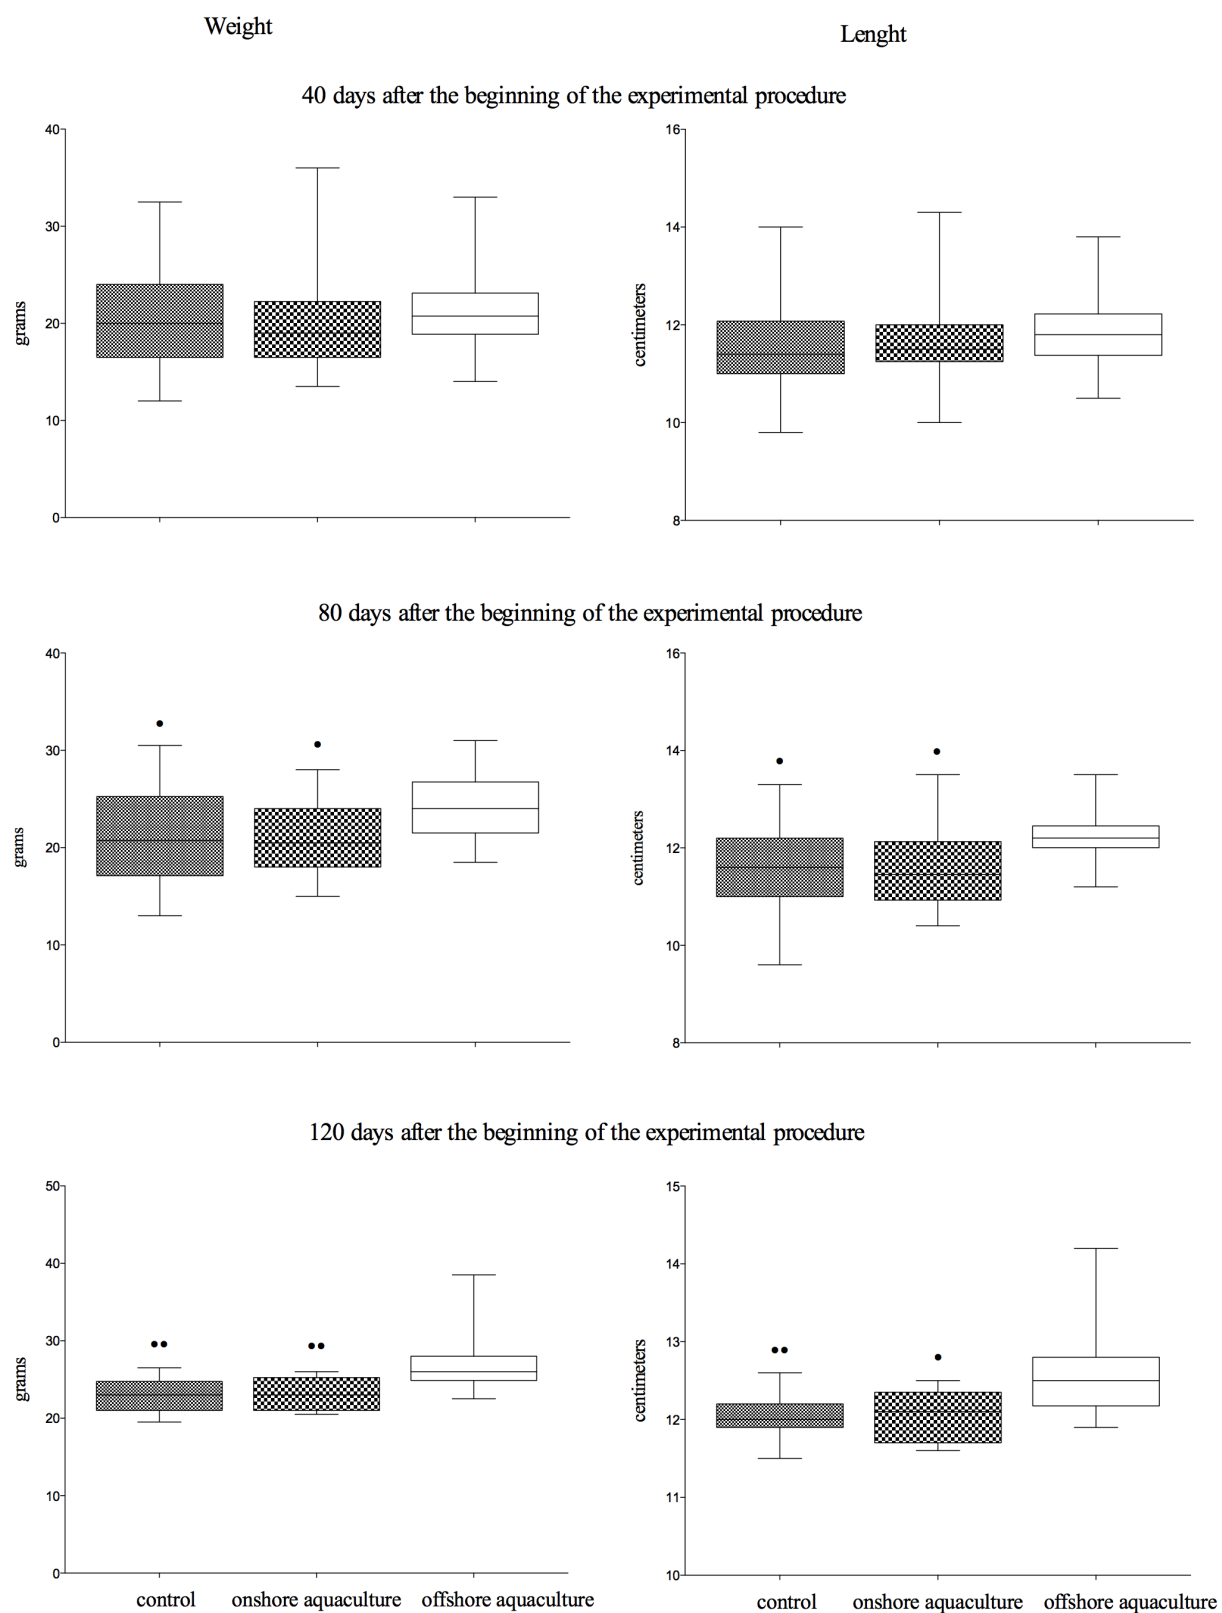 Weight
Lenght
40 days after the beginning of the experimental procedure
40
30
20
10
0
grams
16
14
12
10
8
centimeters
80 days after the beginning of the experimental procedure
40
30
20
10
0
grams
16
14
12
10
8
centimeters
120 days after the beginning of the experimental procedure
50
40
30
20
10
0
grams
control onshore aquaculture offshore aquaculture
15
14
13
12
11
10
centimeters
control onshore aquaculture offshore aquaculture